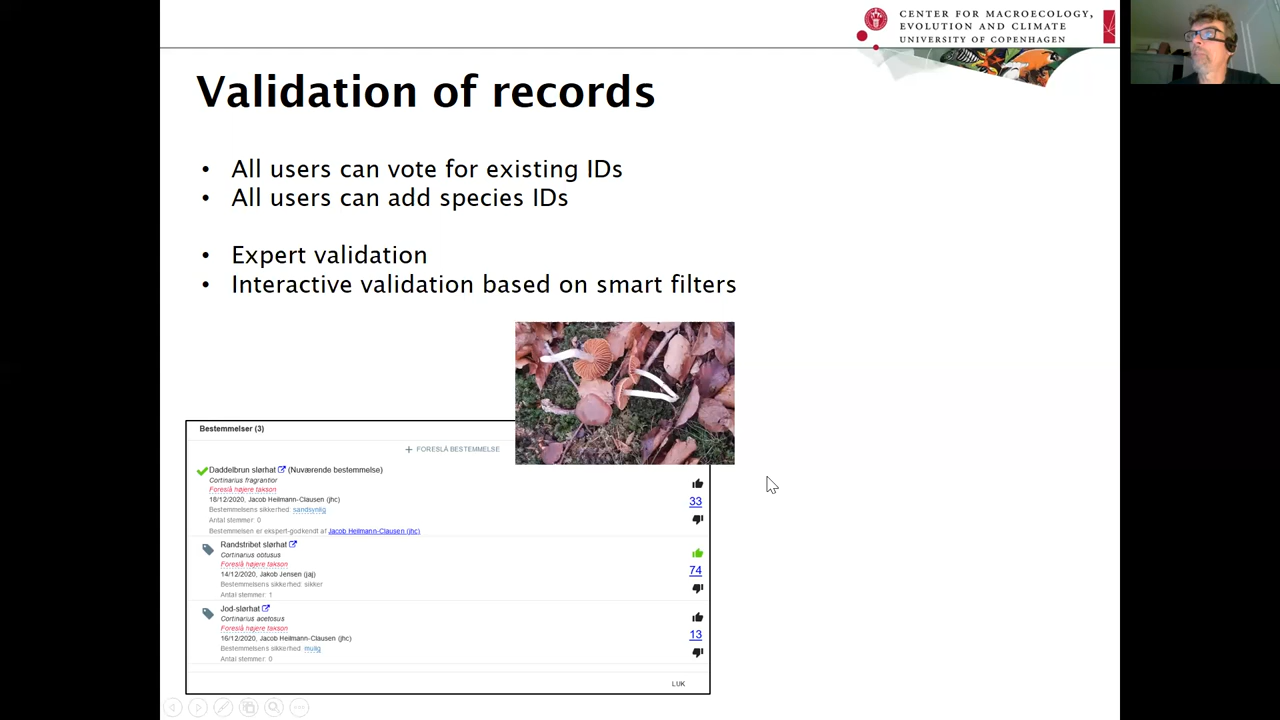 CENTER FOR MACROECOLOGY,
EVOLUTION AND CLIMATE
UNIVERSITY OF COPENHAGEN
Validation of records
• All users can vote for existing IDs
• All users can add species IDs
• Expert validation
• Interactive validation based on smart filters
Bestemmelser (3)
+ FORESLÅ BESTEMMELSE
Daddelbrun slørhat (Nuværende bestemmelse)
Cortinarius fragrantior
Foreslå højere takson
18/12/2020, Jacob Heilmann-Clausen (jhc)
Bestemmelsens sikkerhed: sandsynlig
Antal stemmer: 0
Bestemmelsen er ekspert-godkendt af Jacob Heilmann-Clausen (jhc)
33
Randstribet slørhat
Cortinarius obtusus
Foreslå højere takson
14/12/2020, Jakob Jensen (jaj)
Bestemmelsens sikkerhed: sikker
Antal stemmer: 1
74
Jod-slørhat
Cortinarius acetosus
Foreslå højere takson
16/12/2020, Jacob Heilmann-Clausen (jhc)
Bestemmelsens sikkerhed: mulig
Antal stemmer: 0
13
LUK